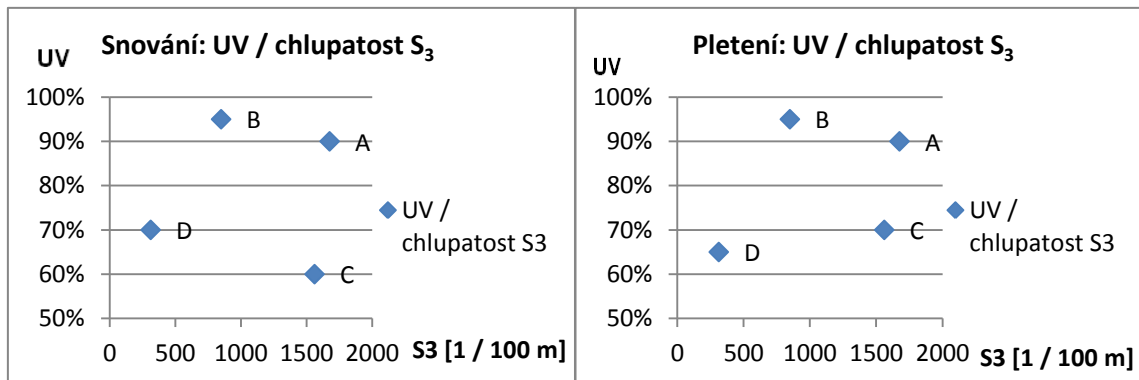 Snování: UV / chlupatost S₃
UV
100%
90%
80%
70%
60%
50%
B
A
D
C
UV /
chlupatost S3
0 500 1000 1500 2000
S3 [1 / 100 m]
Pletení: UV / chlupatost S₃
UV
100%
90%
80%
70%
60%
50%
B
A
C
D
UV /
chlupatost S3
0 500 1000 1500 2000
S3 [1 / 100 m]